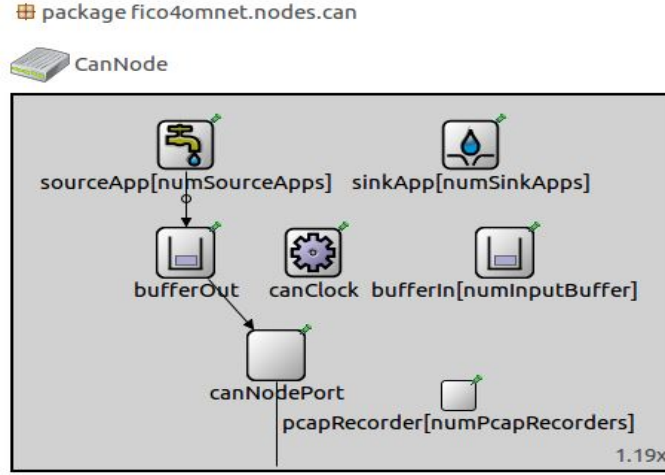 package fico4omnet.nodes.can
CanNode
sourceApp[numSourceApps] sinkApp[numSinkApps]
bufferOut canClock bufferIn[numInputBuffer]
canNodePort
pcapRecorder[numPcapRecorders]
1.19x